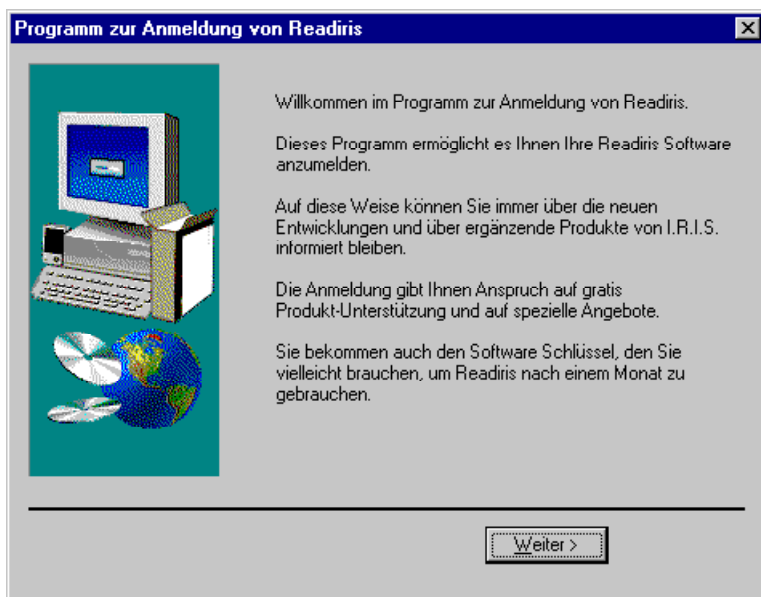 Programm zur Anmeldung von Readiris
Willkommen im Programm zur Anmeldung von Readiris.
Dieses Programm ermöglicht es Ihnen Ihre Readiris Software
anzumelden.
Auf diese Weise können Sie immer über die neuen
Entwicklungen und über ergänzende Produkte von I.R.I.S.
informiert bleiben.
Die Anmeldung gibt Ihnen Anspruch auf gratis
Produkt-Unterstützung und auf spezielle Angebote.
Sie bekommen auch den Software Schlüssel, den Sie
vielleicht brauchen, um Readiris nach einem Monat zu
gebrauchen.
Weiter >